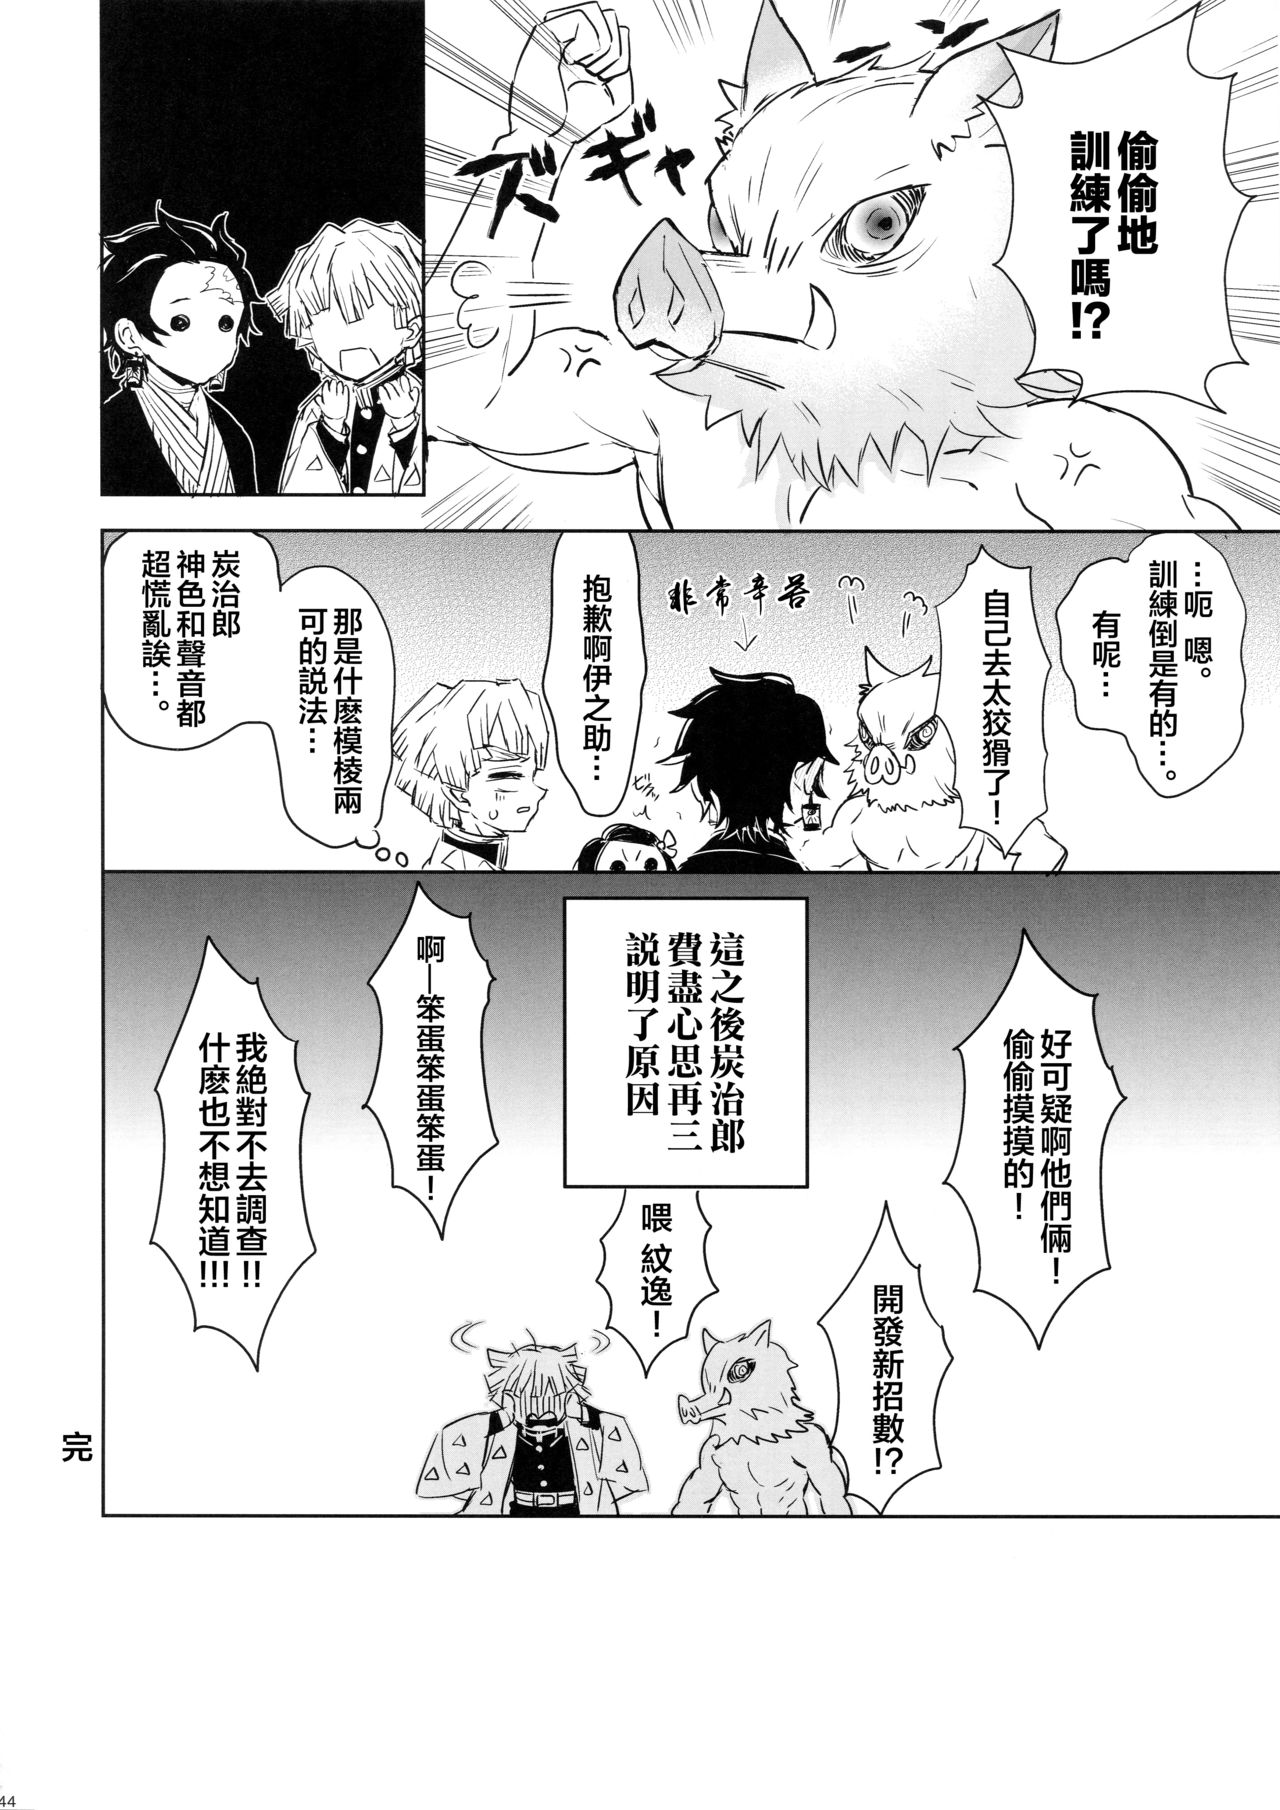 偷偷地
訓練了嗎!?
バン
ギャ
ズ゙
…呃 嗯。
訓練倒是有的…。
有呢…
自己去太狡猾了！
非常辛苦
抱歉啊伊之助…
那是什麼模棱兩
可的說法…
炭治郎
神色和聲音都
超慌亂誒…。
這之後炭治郎
費盡心思再三
説明了原因
好可疑啊他們倆！
偷偷摸摸的！
開發新招數!?
喂 紋逸！
啊—笨蛋笨蛋笨蛋！
我絕對不去調查!!
什麽也不想知道!!!
完
44